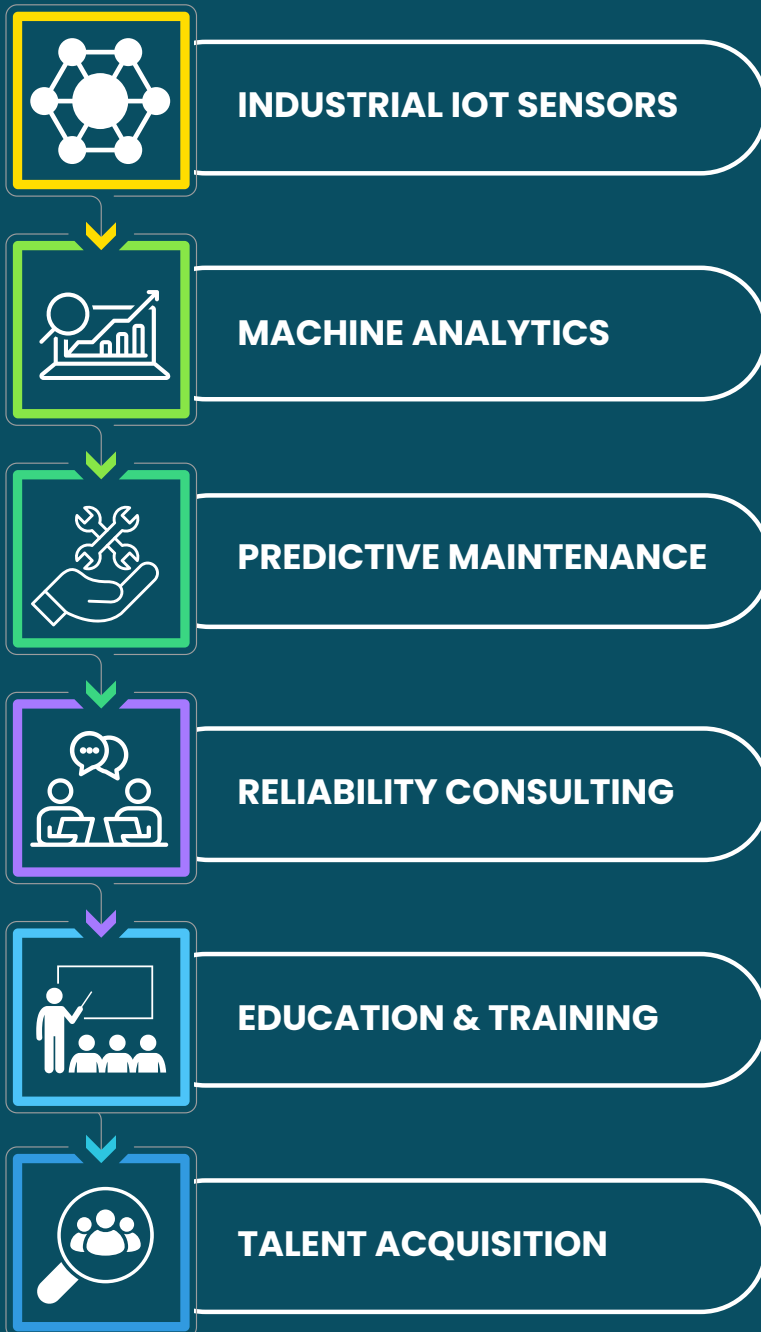 INDUSTRIAL IOT SENSORS
MACHINE ANALYTICS
PREDICTIVE MAINTENANCE
RELIABILITY CONSULTING
EDUCATION & TRAINING
TALENT ACQUISITION